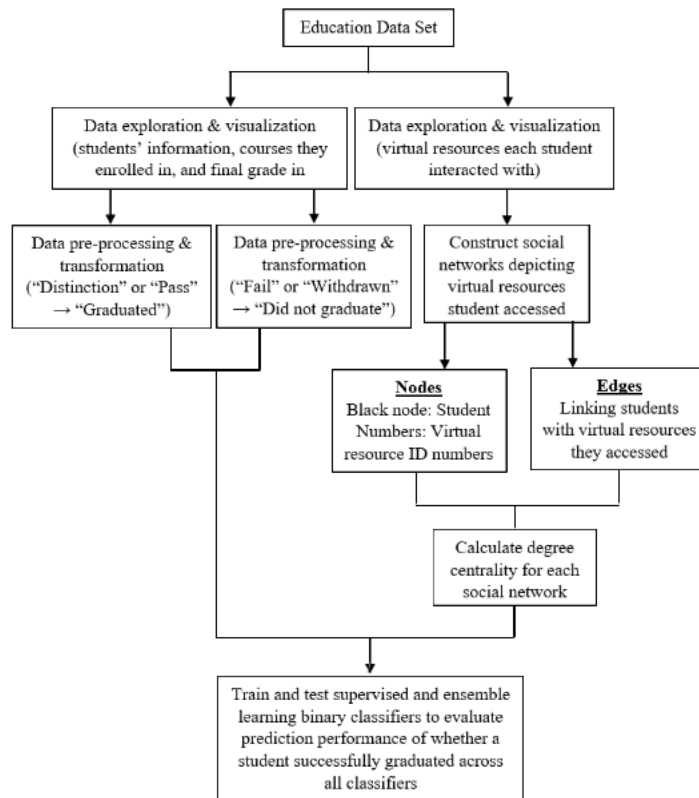 Education Data Set
Data exploration & visualization
(students' information, courses they
enrolled in, and final grade in
Data exploration & visualization
(virtual resources each student
interacted with)
Data pre-processing &
transformation
("Distinction" or "Pass"
→ "Graduated")
Data pre-processing &
transformation
("Fail" or "Withdrawn"
→ "Did not graduate")
Construct social
networks depicting
virtual resources
student accessed
Nodes
Black node: Student
Numbers: Virtual
resource ID numbers
Edges
Linking students
with virtual resources
they accessed
Calculate degree
centrality for each
social network
Train and test supervised and ensemble
learning binary classifiers to evaluate
prediction performance of whether a
student successfully graduated across
all classifiers